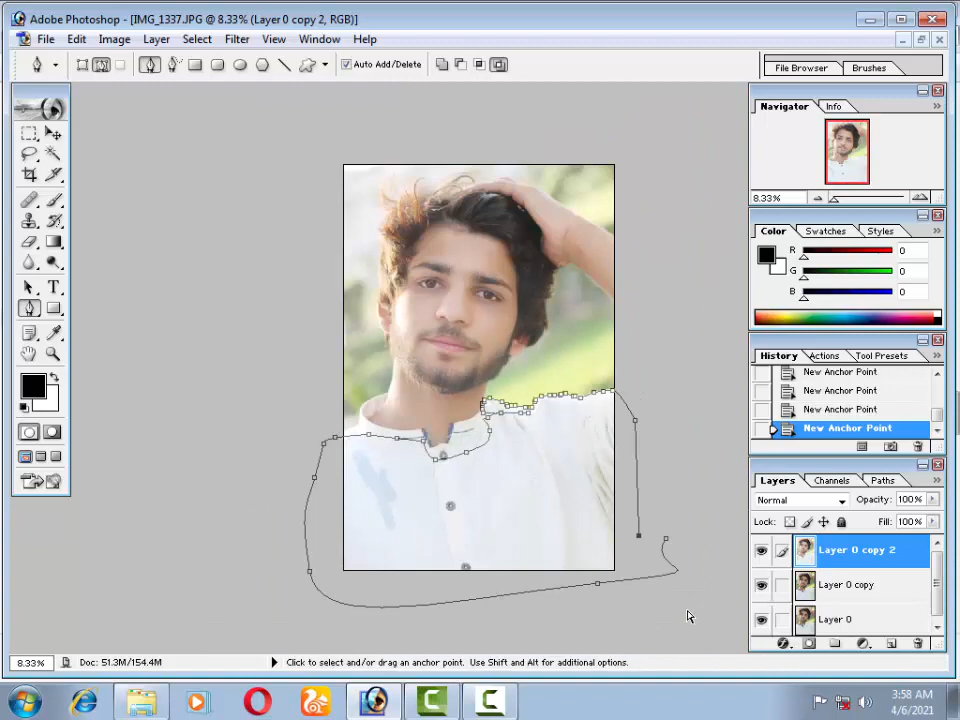 Adobe Photoshop - [IMG_1337.JPG @ 8.33% (Layer 0 copy 2, RGB)]
File Edit Image Layer Select Filter View Window Help
Auto Add/Delete
File Browser Brushes
Navigator Info
8.33%
Color Swatches Styles
R 0
G 0
B 0
History Actions Tool Presets
New Anchor Point
New Anchor Point
New Anchor Point
New Anchor Point
Layers Channels Paths
Normal Opacity: 100%
Lock: Fill: 100%
Layer 0 copy 2
Layer 0 copy
Layer 0
8.33% Doc: 51.3M/154.4M Click to select and/or drag an anchor point. Use Shift and Alt for additional options.
3:58 AM
4/6/2021